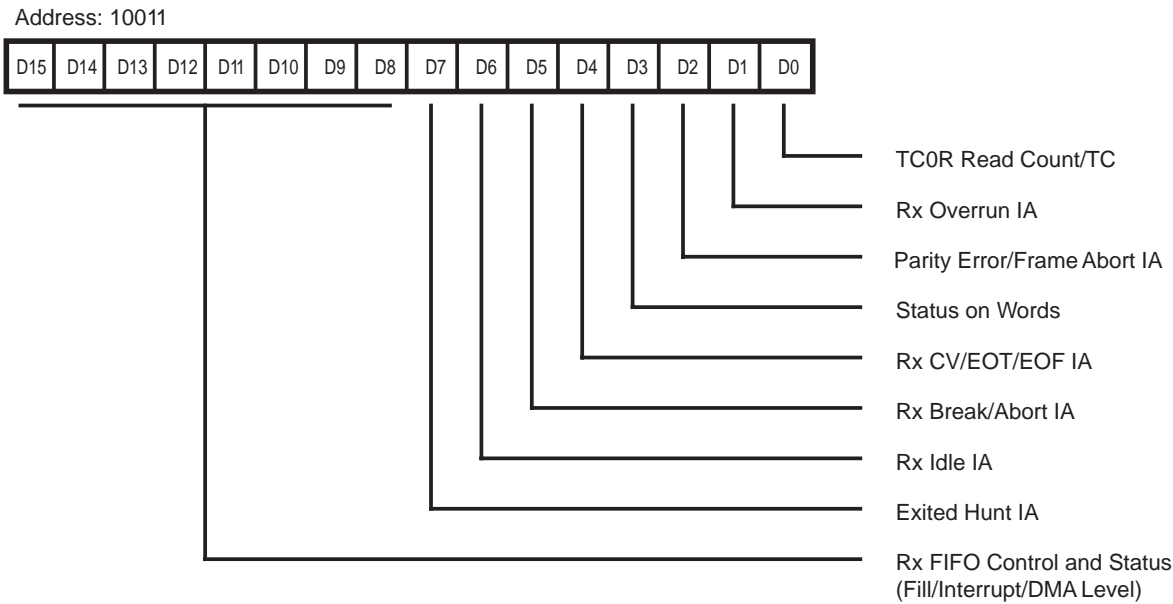 Address: 10011
D15 D14 D13 D12 D11 D10 D9 D8 D7 D6 D5 D4 D3 D2 D1 D0
TC0R Read Count/TC
Rx Overrun IA
Parity Error/Frame Abort IA
Status on Words
Rx CV/EOT/EOF IA
Rx Break/Abort IA
Rx Idle IA
Exited Hunt IA
Rx FIFO Control and Status
(Fill/Interrupt/DMA Level)